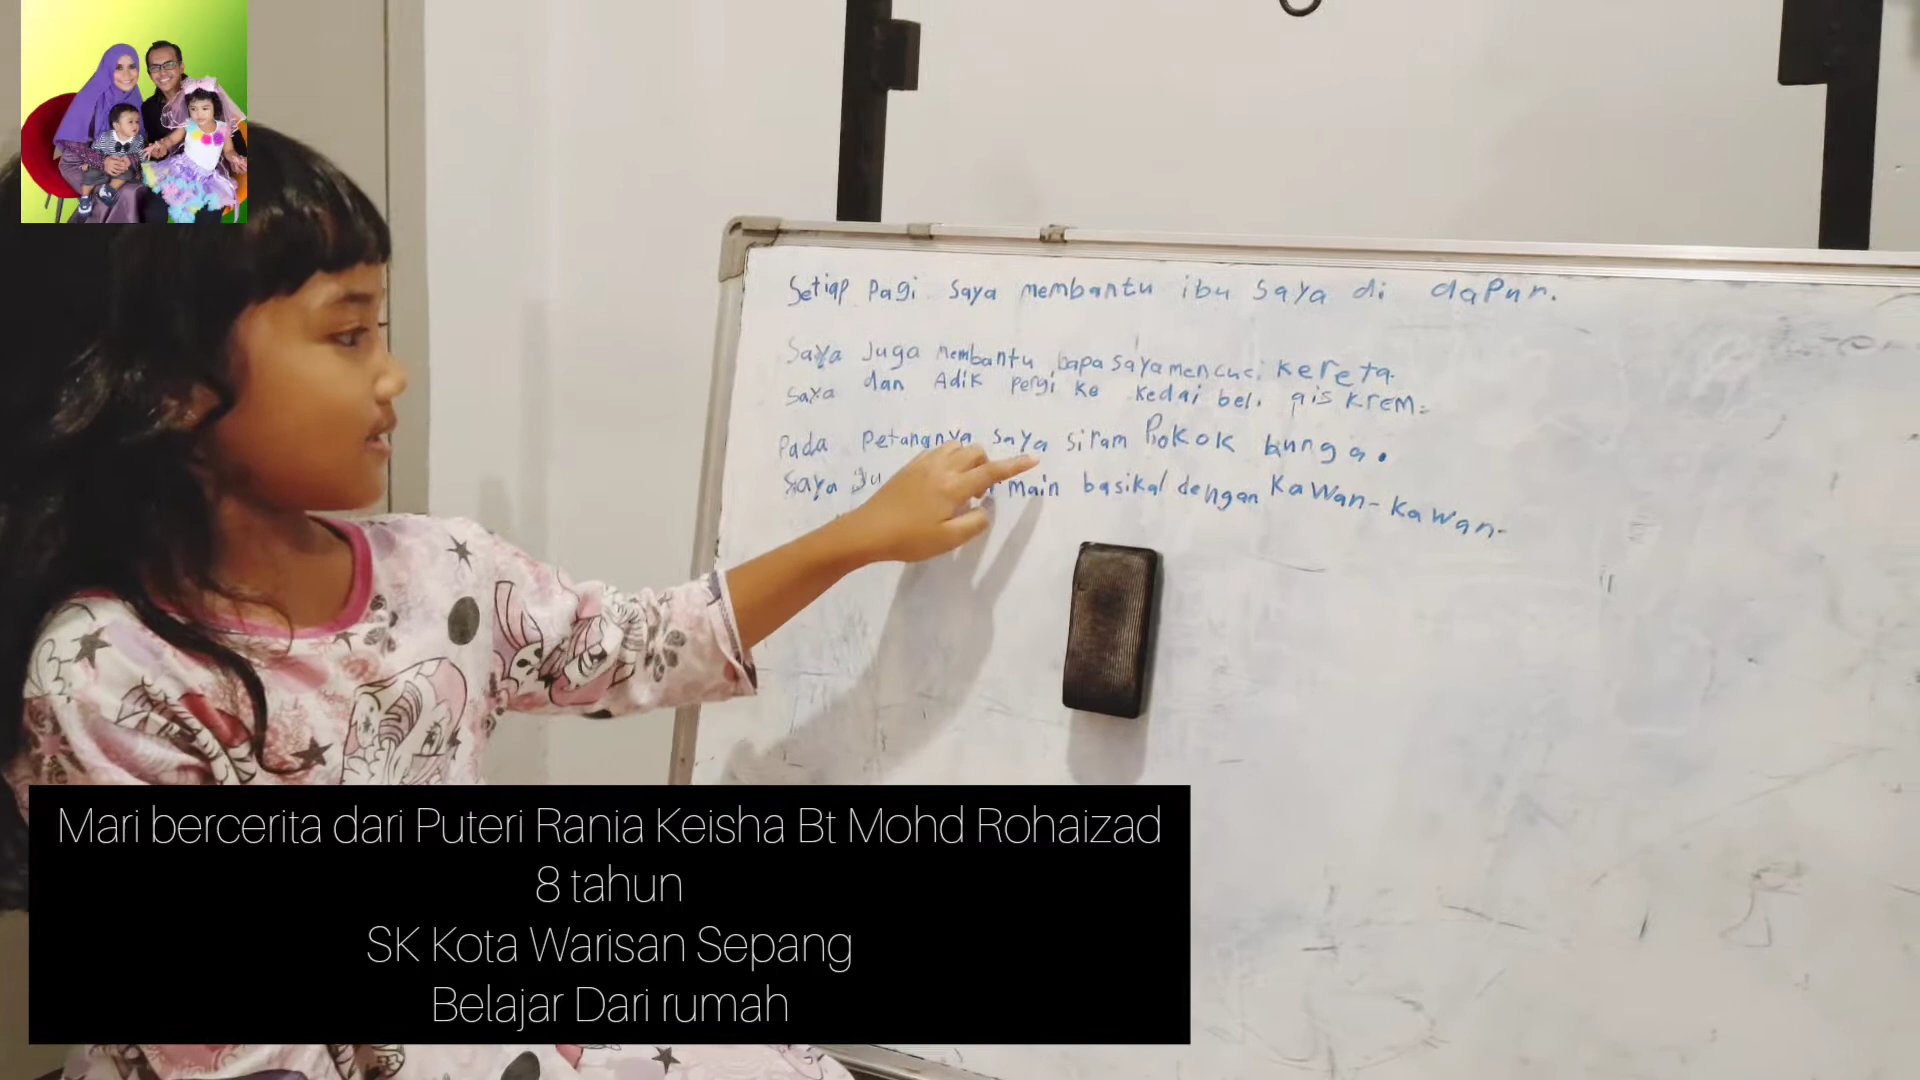 Setiap Pagi saya membantu ibu saya di dapur.
Saya Juga membantu bapa saya mencuci kereta.
saya dan Adik pergi ke kedai beli ais krem.
Pada Petangnya saya siram Pokok bunga.
Saya Ju main basikal dengan Kawan-Kawan.
Mari bercerita dari Puteri Rania Keisha Bt Mohd Rohaizad
8 tahun
SK Kota Warisan Sepang
Belajar Dari rumah